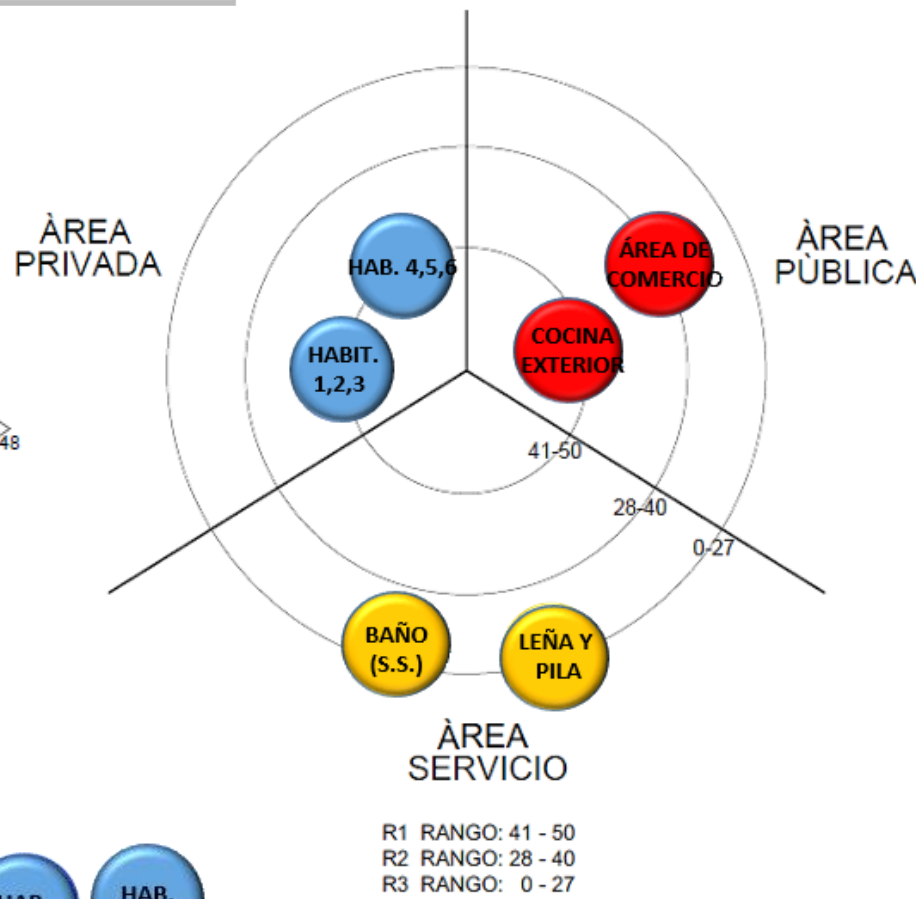 ÀREA
PRIVADA
HAB. 4,5,6
HABIT.
1,2,3
ÁREA DE
COMERCIO
COCINA
EXTERIOR
ÀREA
PÙBLICA
48
41-50
28-40
0-27
BAÑO
(S.S.)
LEÑA Y
PILA
ÀREA
SERVICIO
R1 RANGO: 41 - 50
R2 RANGO: 28 - 40
R3 RANGO: 0 - 27
HAB.